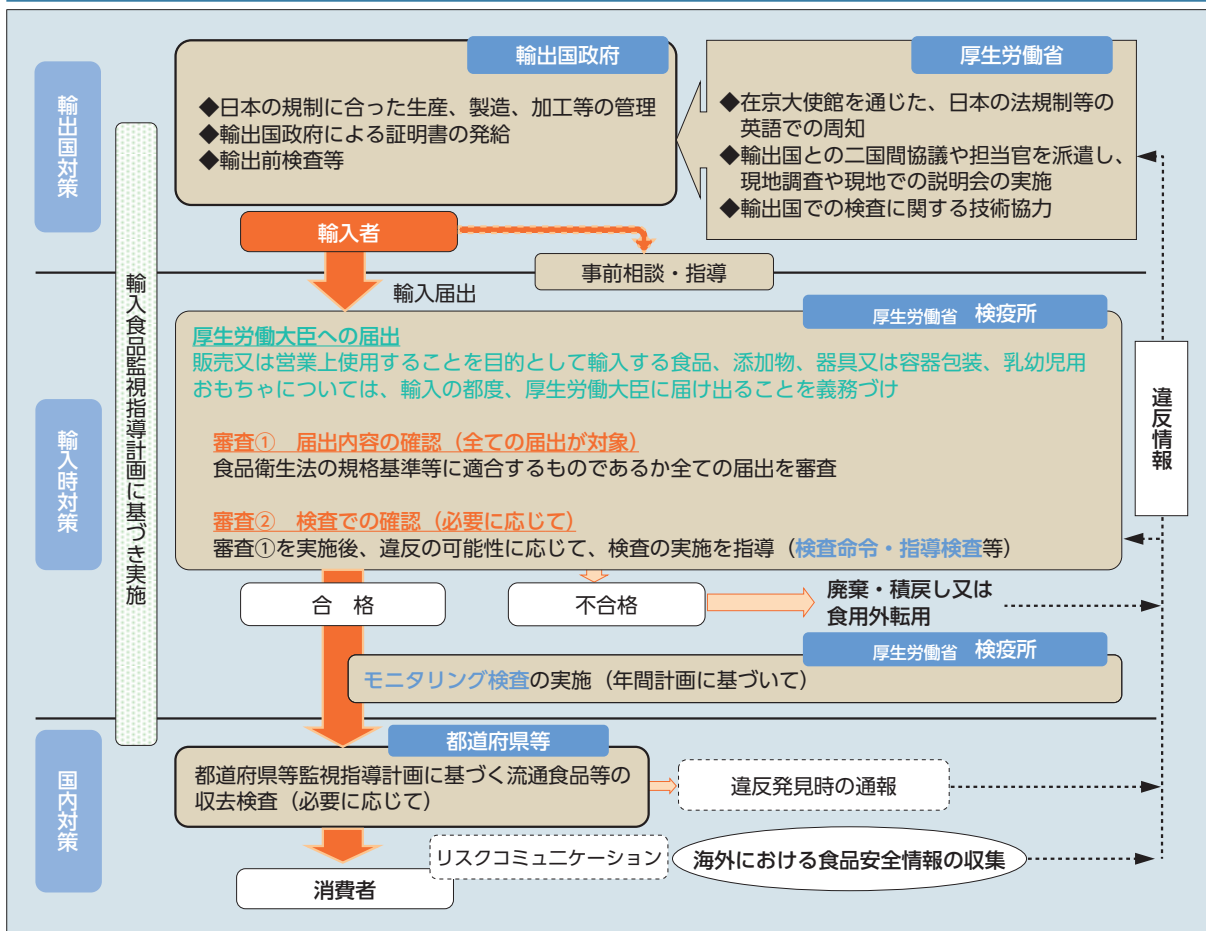 輸出国対策
輸出国政府
◆日本の規制に合った生産、製造、加工等の管理
◆輸出国政府による証明書の発給
◆輸出前検査等
厚生労働省
◆在京大使館を通じた、日本の法規制等の
英語での周知
◆輸出国との二国間協議や担当官を派遣し、
現地調査や現地での説明会の実施
◆輸出国での検査に関する技術協力
輸入者
事前相談・指導
輸入届出
輸入食品監視指導計画に基づき実施
輸入時対策
厚生労働省 検疫所
厚生労働大臣への届出
販売又は営業上使用することを目的として輸入する食品、添加物、器具又は容器包装、乳幼児用
おもちゃについては、輸入の都度、厚生労働大臣に届け出ることを義務づけ
審査① 届出内容の確認（全ての届出が対象）
食品衛生法の規格基準等に適合するものであるか全ての届出を審査
審査② 検査での確認（必要に応じて）
審査①を実施後、違反の可能性に応じて、検査の実施を指導（検査命令・指導検査等）
違反情報
合 格
不合格
廃棄・積戻し又は
食用外転用
厚生労働省 検疫所
モニタリング検査の実施（年間計画に基づいて）
国内対策
都道府県等
都道府県等監視指導計画に基づく流通食品等の
収去検査（必要に応じて）
違反発見時の通報
リスクコミュニケーション
海外における食品安全情報の収集
消費者